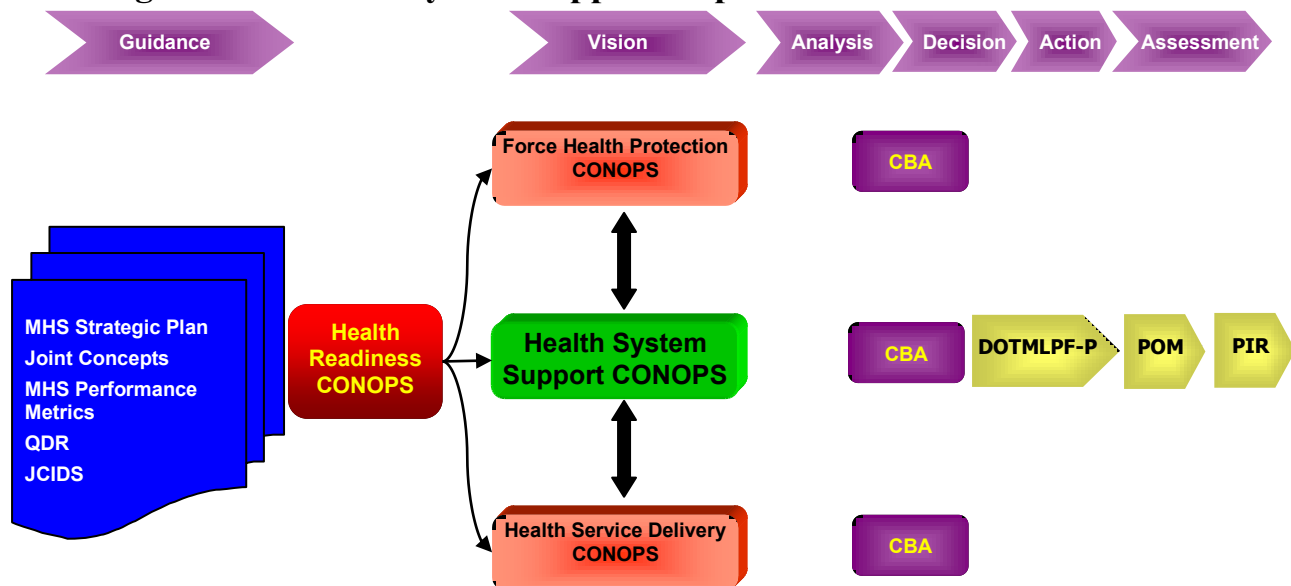 Guidance
Vision
Analysis
Decision
Action
Assessment
Force Health Protection
CONOPS
CBA
MHS Strategic Plan
Joint Concepts
MHS Performance
Metrics
QDR
JCIDS
Health
Readiness
CONOPS
Health System
Support CONOPS
CBA
DOTMLPF-P
POM
PIR
Health Service Delivery
CONOPS
CBA